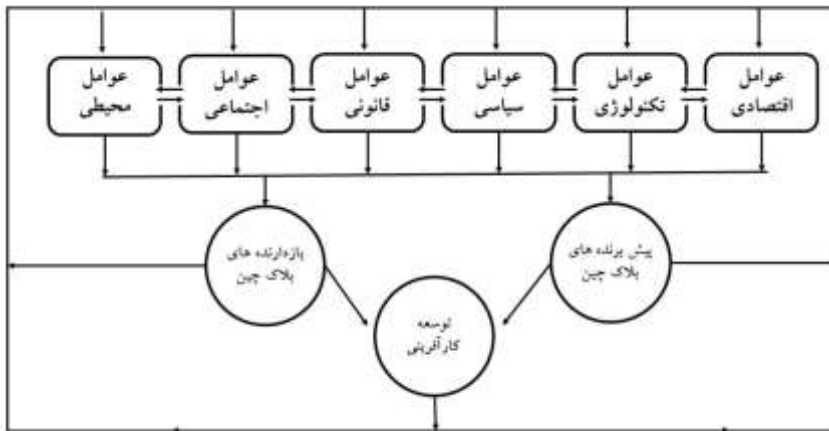 عوامل
اقتصادی
عوامل
تکنولوژی
عوامل
سیاسی
عوامل
قانونی
عوامل
اجتماعی
عوامل
محیطی
پیش برنده های
بلاک چین
بازدارنده های
بلاک چین
توسعه
کارآفرینی